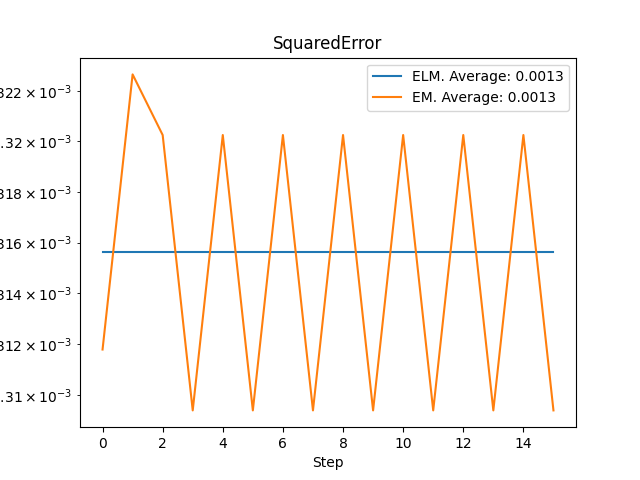 SquaredError
ELM. Average: 0.0013
EM. Average: 0.0013
322 × 10⁻³
.32 × 10⁻³
318 × 10⁻³
316 × 10⁻³
314 × 10⁻³
312 × 10⁻³
.31 × 10⁻³
0 2 4 6 8 10 12 14
Step